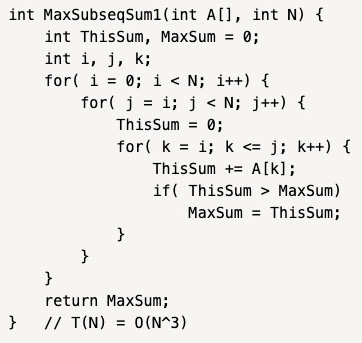 int MaxSubseqSum1(int A[], int N) {
    int ThisSum, MaxSum = 0;
    int i, j, k;
    for( i = 0; i < N; i++) {
        for( j = i; j < N; j++) {
            ThisSum = 0;
            for( k = i; k <= j; k++) {
                ThisSum += A[k];
                if( ThisSum > MaxSum)
                    MaxSum = ThisSum;
            }
        }
    }
    return MaxSum;
}   // T(N) = O(N^3)